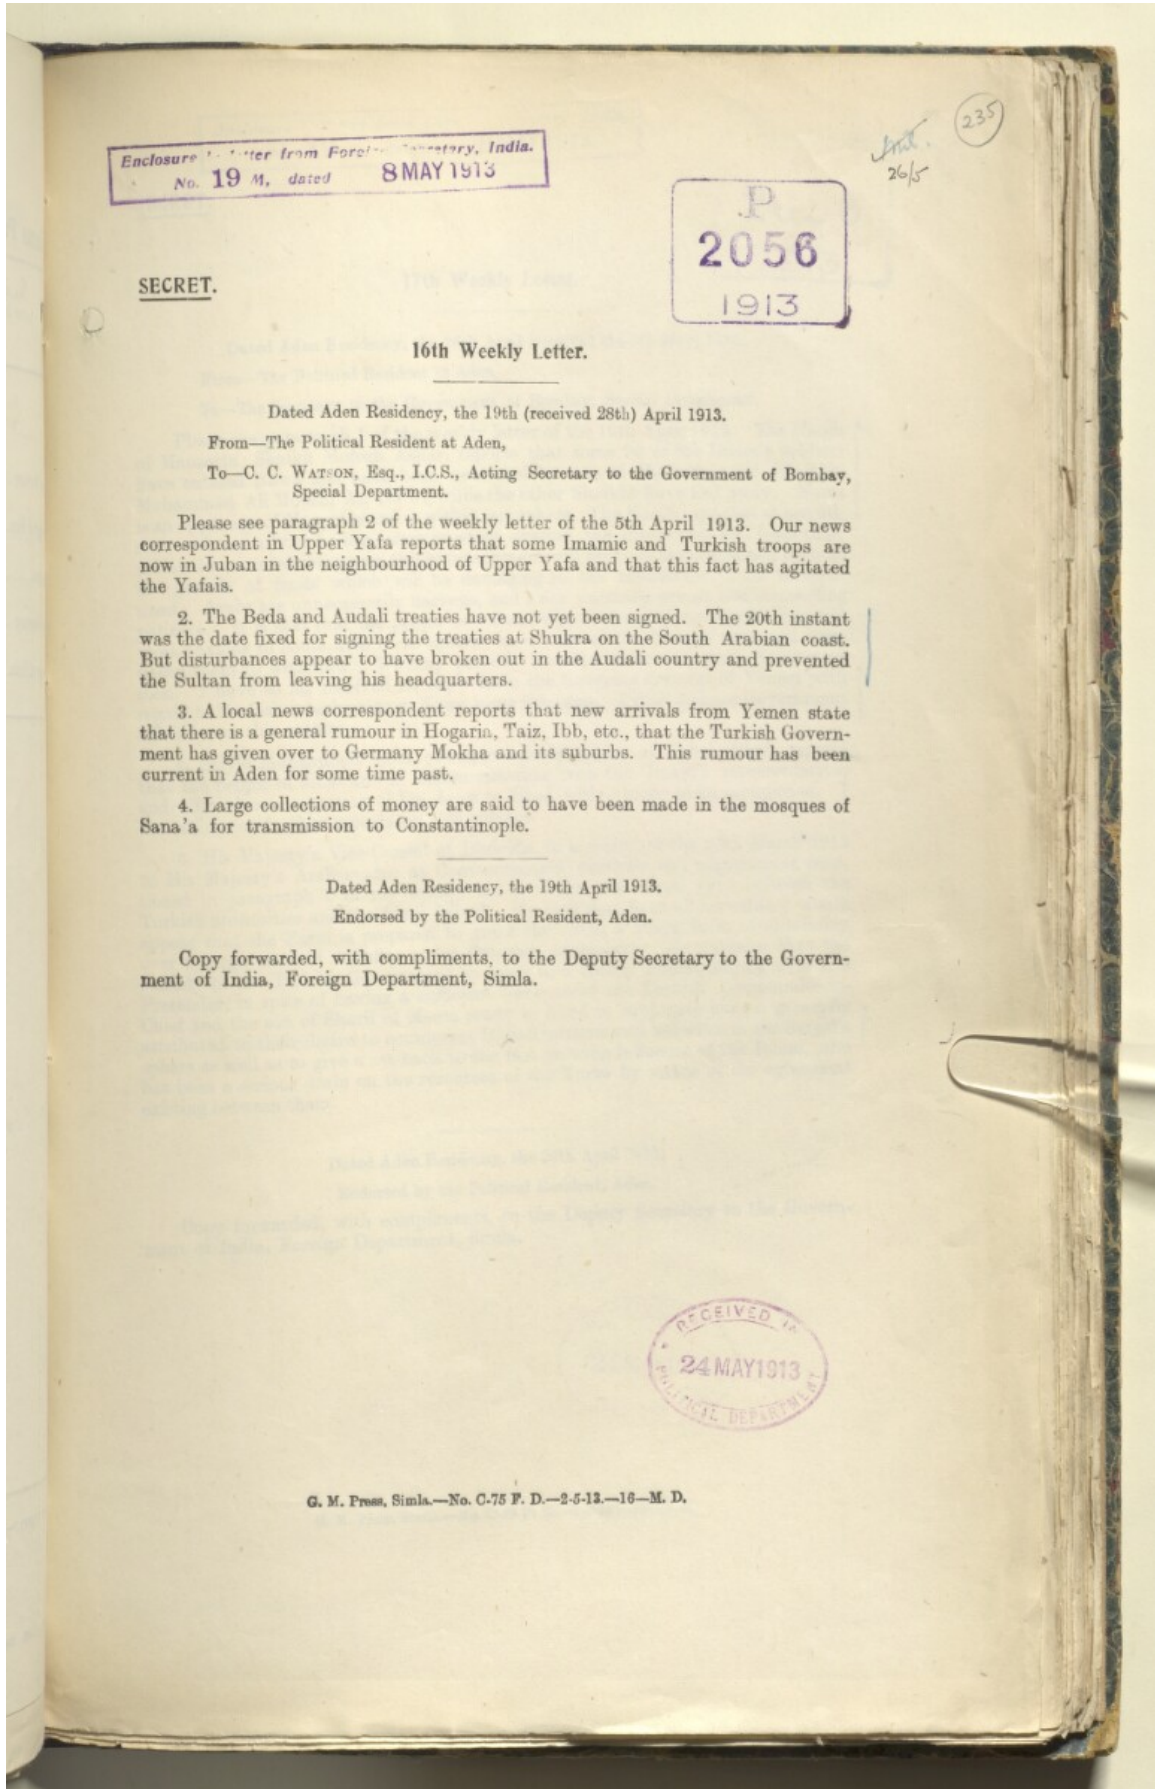 235
26/5
Enclosure letter from Foreign Secretary, India.
No. 19 M, dated 8 MAY 1913
P
2056
1913
SECRET.
16th Weekly Letter.
Dated Aden Residency, the 19th (received 28th) April 1913.
From—The Political Resident at Aden,
To—C. C. WATSON, Esq., I.C.S., Acting Secretary to the Government of Bombay,
Special Department.
Please see paragraph 2 of the weekly letter of the 5th April 1913. Our news
correspondent in Upper Yafa reports that some Imamic and Turkish troops are
now in Juban in the neighbourhood of Upper Yafa and that this fact has agitated
the Yafais.
2. The Beda and Audali treaties have not yet been signed. The 20th instant
was the date fixed for signing the treaties at Shukra on the South Arabian coast.
But disturbances appear to have broken out in the Audali country and prevented
the Sultan from leaving his headquarters.
3. A local news correspondent reports that new arrivals from Yemen state
that there is a general rumour in Hogaria, Taiz, Ibb, etc., that the Turkish Govern-
ment has given over to Germany Mokha and its suburbs. This rumour has been
current in Aden for some time past.
4. Large collections of money are said to have been made in the mosques of
Sana'a for transmission to Constantinople.
Dated Aden Residency, the 19th April 1913.
Endorsed by the Political Resident, Aden.
Copy forwarded, with compliments, to the Deputy Secretary to the Govern-
ment of India, Foreign Department, Simla.
RECEIVED IN
24 MAY 1913
POLITICAL DEPARTMENT
G. M. Press, Simla.—No. C-75 F. D.—2-5-13.—16—M. D.